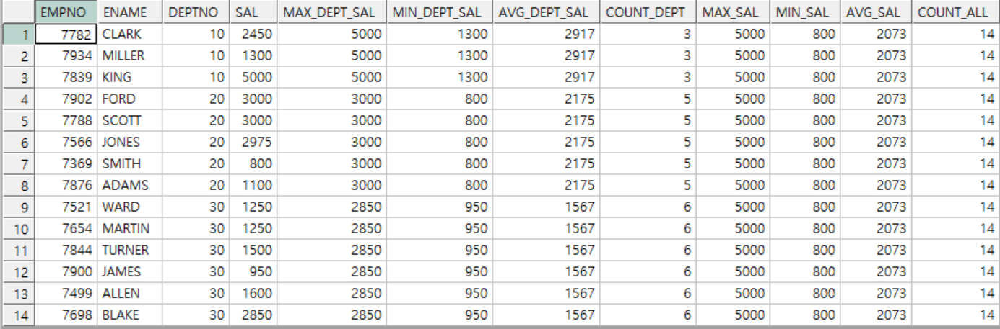 EMPNO ENAME DEPTNO SAL MAX_DEPT_SAL MIN_DEPT_SAL AVG_DEPT_SAL COUNT_DEPT MAX_SAL MIN_SAL AVG_SAL COUNT_ALL
1 7782 CLARK 10 2450 5000 1300 2917 3 5000 800 2073 14
2 7934 MILLER 10 1300 5000 1300 2917 3 5000 800 2073 14
3 7839 KING 10 5000 5000 1300 2917 3 5000 800 2073 14
4 7902 FORD 20 3000 3000 800 2175 5 5000 800 2073 14
5 7788 SCOTT 20 3000 3000 800 2175 5 5000 800 2073 14
6 7566 JONES 20 2975 3000 800 2175 5 5000 800 2073 14
7 7369 SMITH 20 800 3000 800 2175 5 5000 800 2073 14
8 7876 ADAMS 20 1100 3000 800 2175 5 5000 800 2073 14
9 7521 WARD 30 1250 2850 950 1567 6 5000 800 2073 14
10 7654 MARTIN 30 1250 2850 950 1567 6 5000 800 2073 14
11 7844 TURNER 30 1500 2850 950 1567 6 5000 800 2073 14
12 7900 JAMES 30 950 2850 950 1567 6 5000 800 2073 14
13 7499 ALLEN 30 1600 2850 950 1567 6 5000 800 2073 14
14 7698 BLAKE 30 2850 2850 950 1567 6 5000 800 2073 14